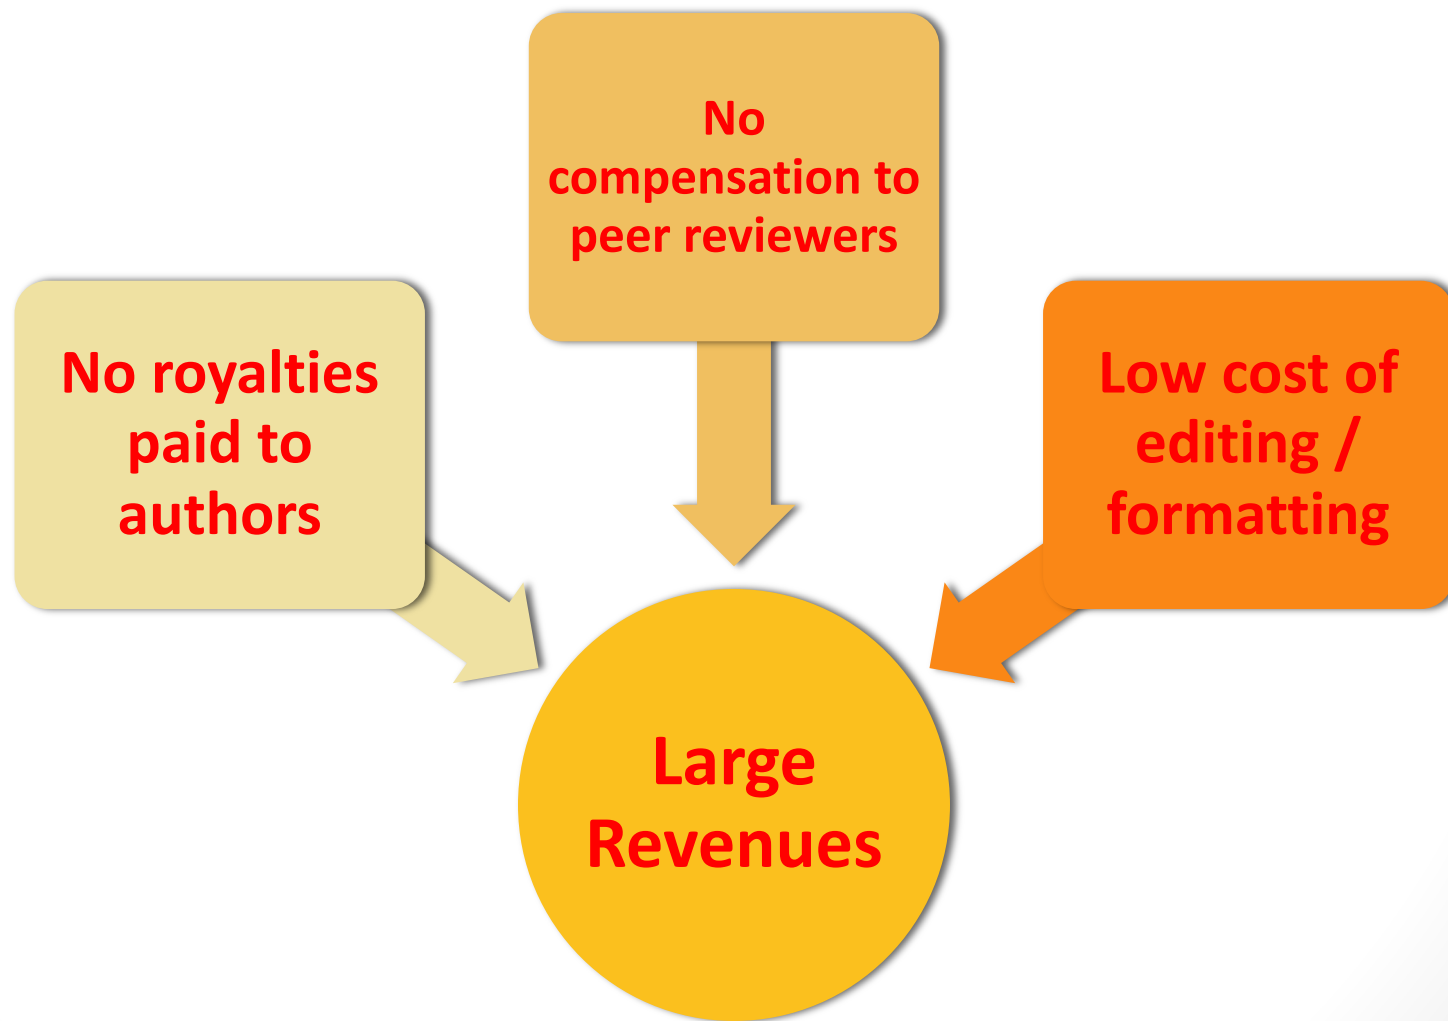 No
compensation to
peer reviewers
No royalties
paid to
authors
Low cost of
editing /
formatting
Large
Revenues